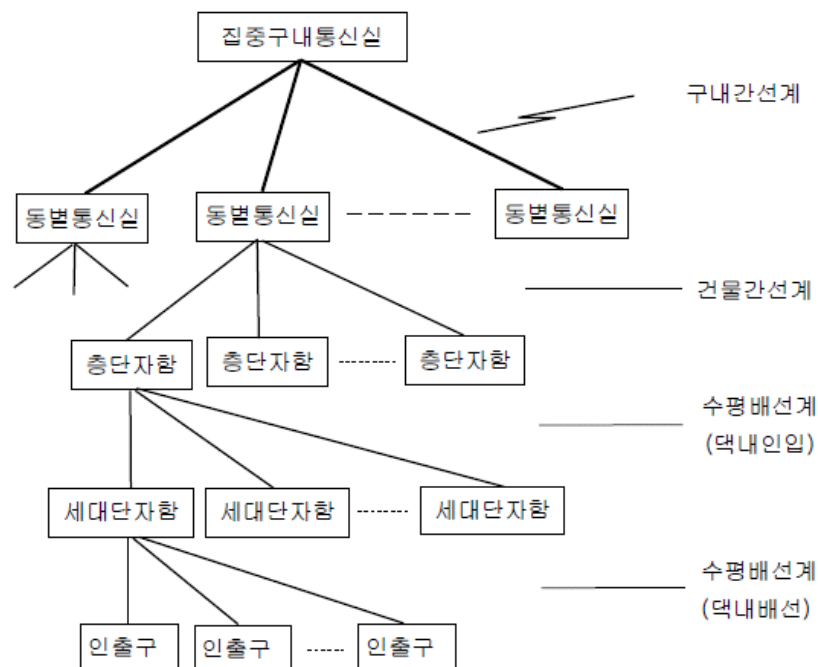 집중구내통신실
구내간선계
동별통신실
동별통신실
동별통신실
건물간선계
층단자함
층단자함
층단자함
수평배선계
(댁내인입)
세대단자함
세대단자함
세대단자함
수평배선계
(댁내배선)
인출구
인출구
인출구